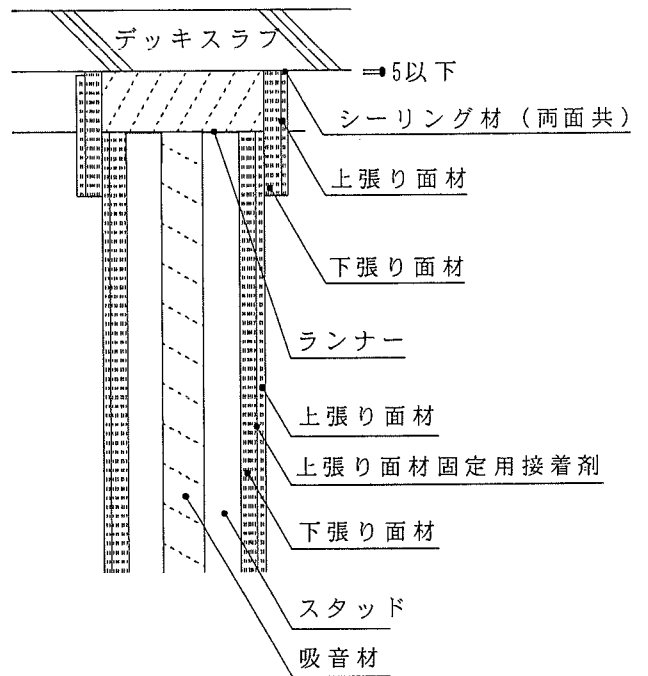 デッキスラブ
5以下
シーリング材（両面共）
上張り面材
下張り面材
ランナー
上張り面材
上張り面材固定用接着剤
下張り面材
スタッド
吸音材